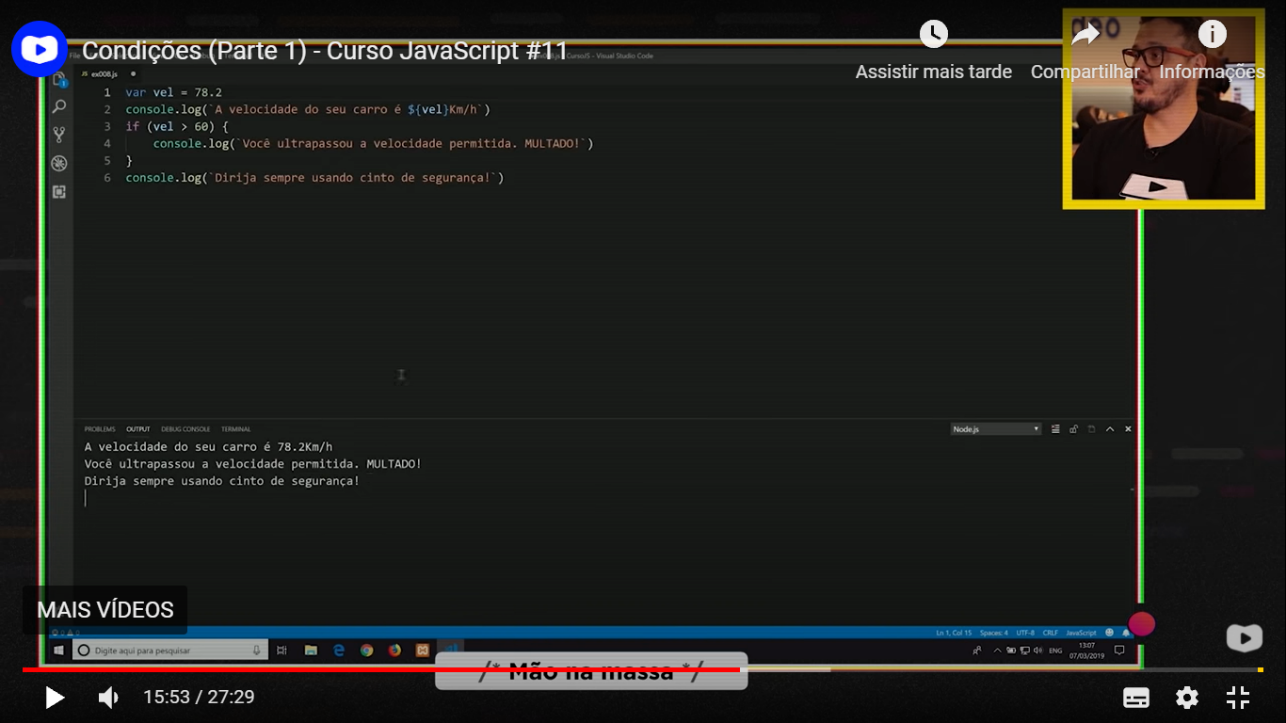 Condições (Parte 1) - Curso JavaScript #11
Visual Studio Code
Assistir mais tarde
Compartilhar
Informações
JS ex008.js
1 var vel = 78.2
2 console.log(`A velocidade do seu carro é ${vel}Km/h`)
3 if (vel > 60) {
4 console.log(`Você ultrapassou a velocidade permitida. MULTADO!`)
5 }
6 console.log(`Dirija sempre usando cinto de segurança!`)
PROBLEMS OUTPUT DEBUG CONSOLE TERMINAL
Node.js
A velocidade do seu carro é 78.2Km/h
Você ultrapassou a velocidade permitida. MULTADO!
Dirija sempre usando cinto de segurança!
MAIS VÍDEOS
Ln 1, Col 15 Spaces: 4 UTF-8 CRLF JavaScript
Digite aqui para pesquisar
ENG
13:07
07/03/2019
/* Mão na massa */
15:53 / 27:29